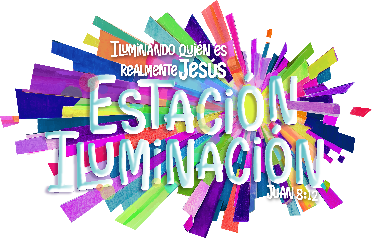 Iluminando quién es
realmente Jesús
Estación
Iluminación
Juan 8:12